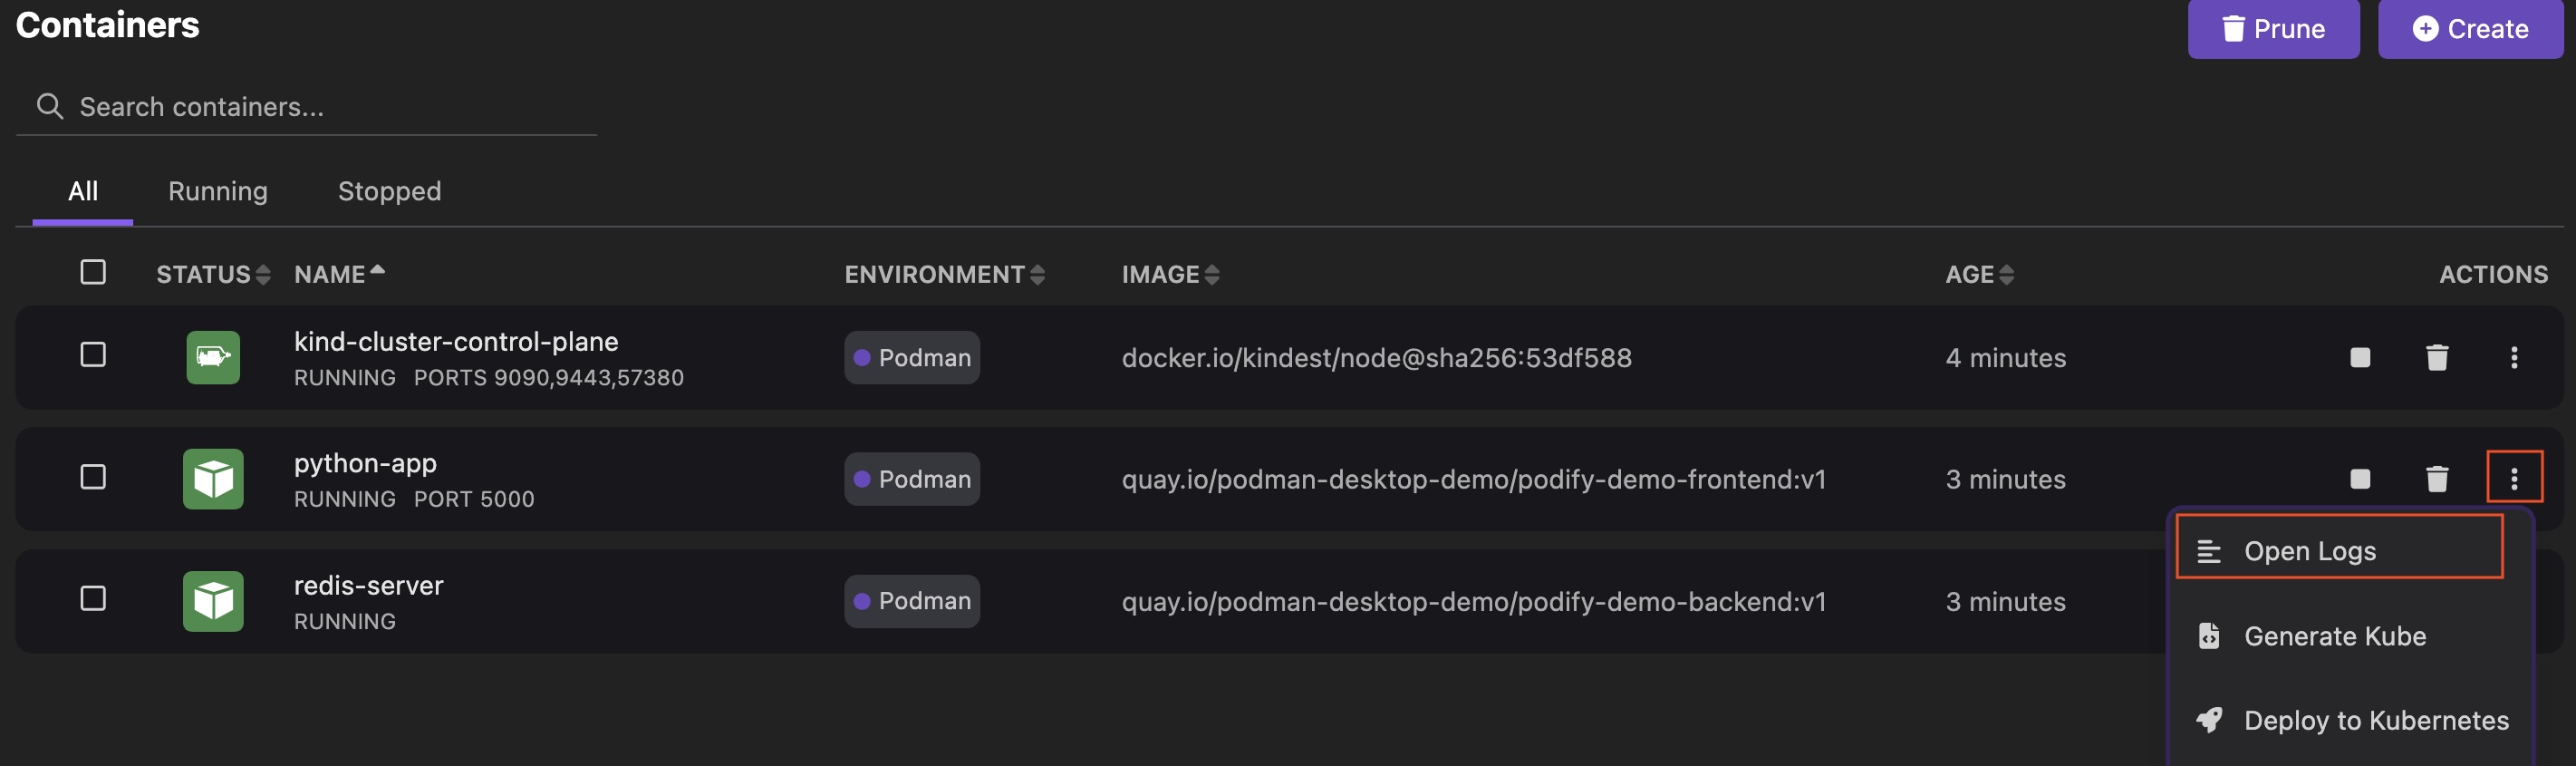 Containers
Prune
Create
Search containers...
All Running Stopped
STATUS NAME ENVIRONMENT IMAGE AGE ACTIONS
kind-cluster-control-plane
RUNNING PORTS 9090,9443,57380
Podman
docker.io/kindest/node@sha256:53df588
4 minutes
python-app
RUNNING PORT 5000
Podman
quay.io/podman-desktop-demo/podify-demo-frontend:v1
3 minutes
redis-server
RUNNING
Podman
quay.io/podman-desktop-demo/podify-demo-backend:v1
3 minutes
Open Logs
Generate Kube
Deploy to Kubernetes